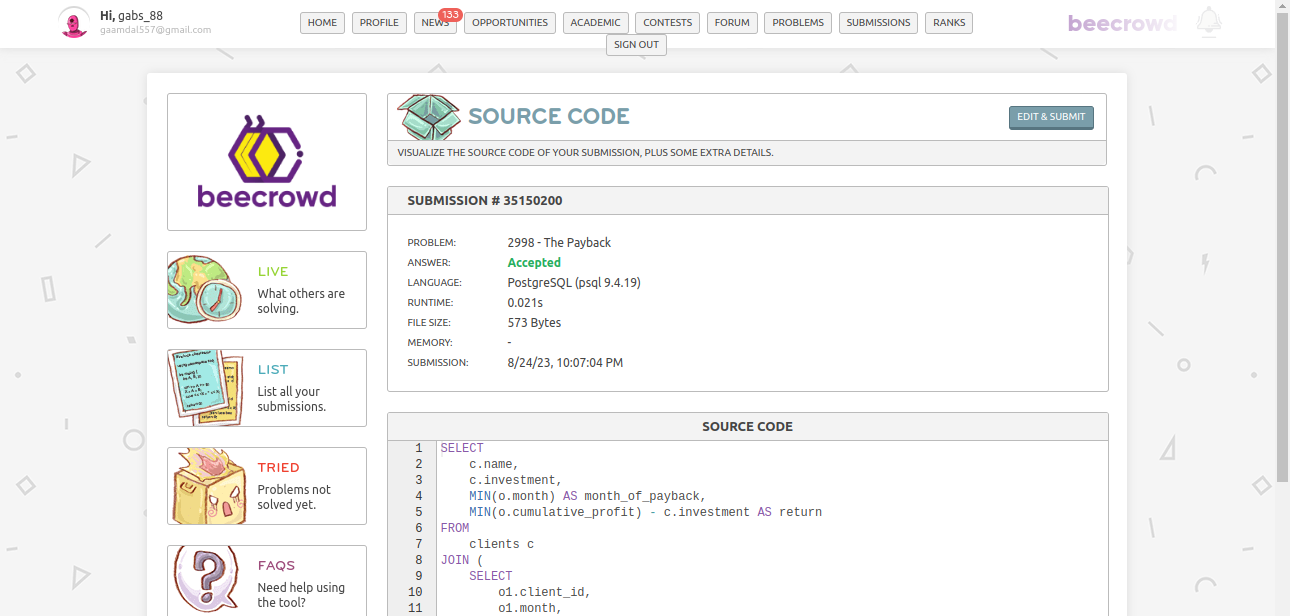 Hi, gabs_88
gaamdal557@gmail.com
HOME
PROFILE
NEWS
133
OPPORTUNITIES
ACADEMIC
CONTESTS
FORUM
PROBLEMS
SUBMISSIONS
RANKS
SIGN OUT
beecrowd
beecrowd
SOURCE CODE
EDIT & SUBMIT
VISUALIZE THE SOURCE CODE OF YOUR SUBMISSION, PLUS SOME EXTRA DETAILS.
LIVE
What others are
solving.
LIST
List all your
submissions.
TRIED
Problems not
solved yet.
FAQS
Need help using
the tool?
SUBMISSION # 35150200
PROBLEM: 2998 - The Payback
ANSWER: Accepted
LANGUAGE: PostgreSQL (psql 9.4.19)
RUNTIME: 0.021s
FILE SIZE: 573 Bytes
MEMORY: -
SUBMISSION: 8/24/23, 10:07:04 PM
SOURCE CODE
1 SELECT
2 c.name,
3 c.investment,
4 MIN(o.month) AS month_of_payback,
5 MIN(o.cumulative_profit) - c.investment AS return
6 FROM
7 clients c
8 JOIN (
9 SELECT
10 o1.client_id,
11 o1.month,